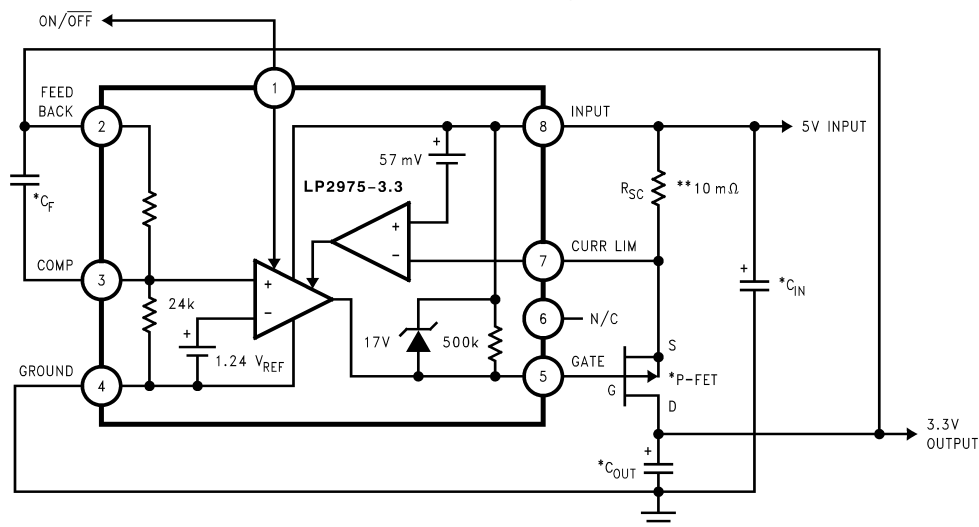 ON/OFF
1
FEED
BACK
2
INPUT
8
5V INPUT
57 mV
+
LP2975-3.3
R_SC
**10 mΩ
*C_F
+
−
CURR LIM
7
COMP
3
+
−
24k
+
*C_IN
6
N/C
+
1.24 V_REF
17V
500k
GROUND
4
GATE
5
S
*P-FET
G
D
3.3V
OUTPUT
+
*C_OUT